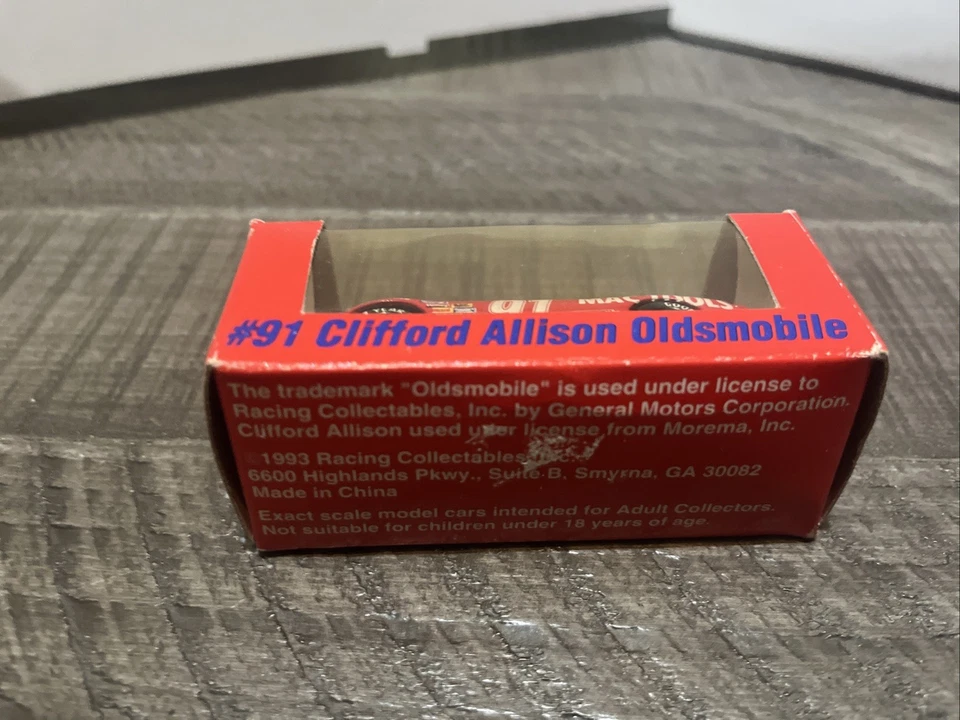 91 MAC TOOLS
#91 Clifford Allison Oldsmobile
The trademark "Oldsmobile" is used under license to
Racing Collectables, Inc. by General Motors Corporation.
Clifford Allison used under license from Morema, Inc.
©1993 Racing Collectables
6600 Highlands Pkwy., Suite B, Smyrna, GA 30082
Made in China
Exact scale model cars intended for Adult Collectors.
Not suitable for children under 18 years of age.